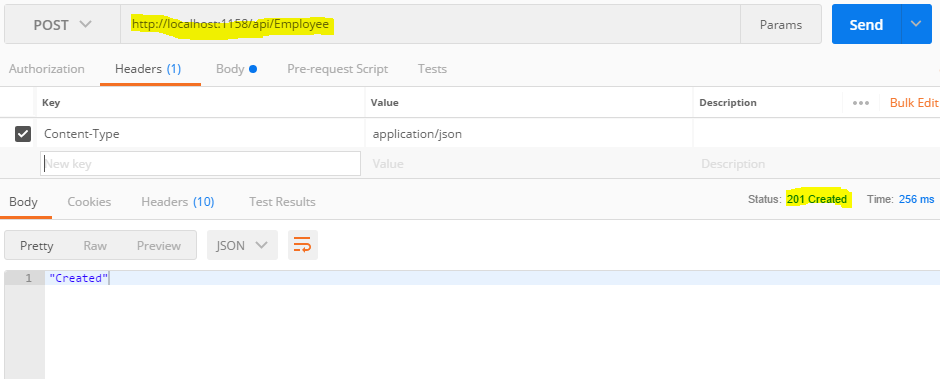 POST http://localhost:1158/api/Employee Params Send
Authorization Headers (1) Body Pre-request Script Tests
Key Value Description Bulk Edit
Content-Type application/json
New key Value Description
Body Cookies Headers (10) Test Results Status: 201 Created Time: 256 ms
Pretty Raw Preview JSON
1 "Created"